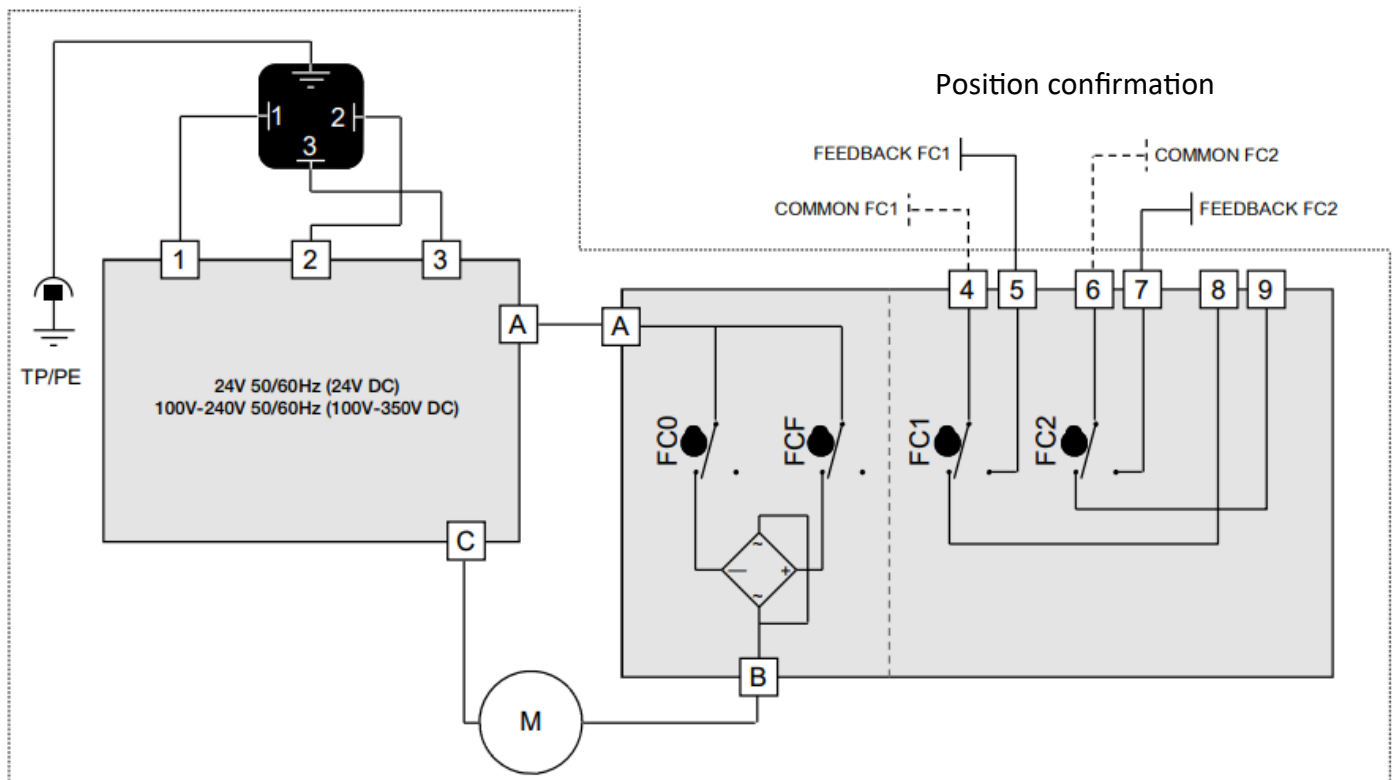 Position confirmation
1
2
3
FEEDBACK FC1
COMMON FC2
COMMON FC1
FEEDBACK FC2
1
2
3
4
5
6
7
8
9
A
A
TP/PE
24V 50/60Hz (24V DC)
100V-240V 50/60Hz (100V-350V DC)
FC0
FCF
FC1
FC2
~
— +
~
C
B
M